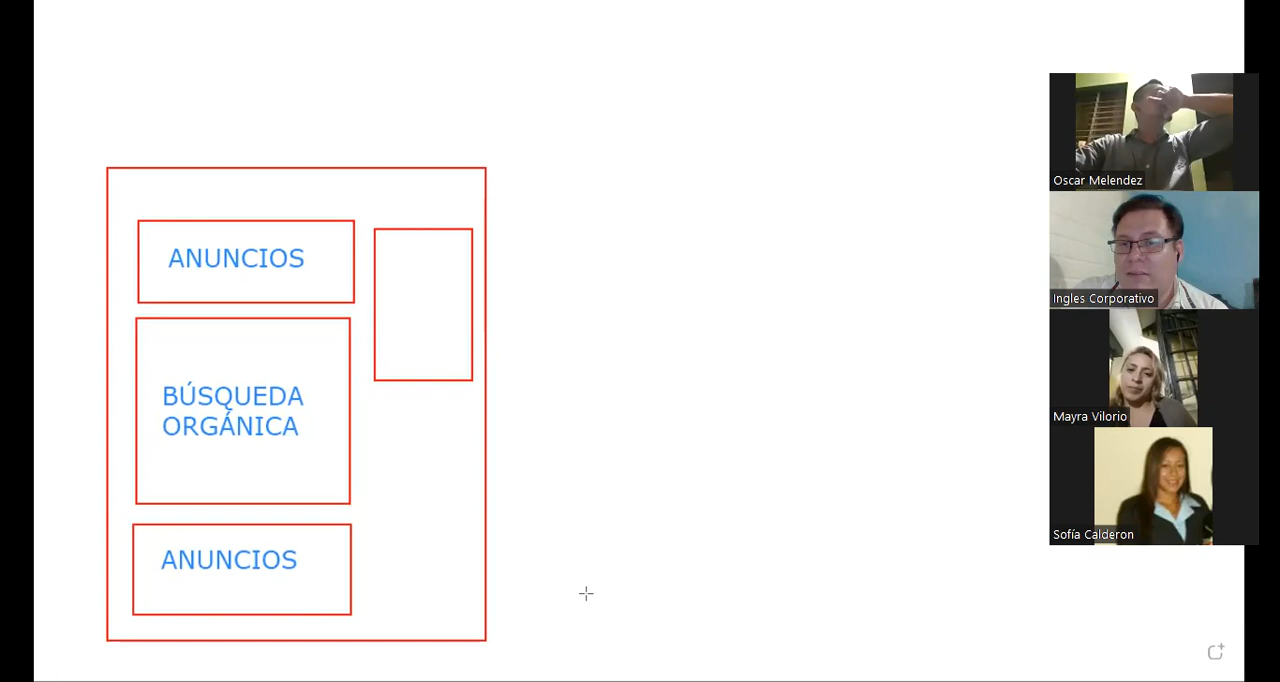 ANUNCIOS
BÚSQUEDA
ORGÁNICA
ANUNCIOS
Oscar Melendez
Ingles Corporativo
Mayra Vilorio
Sofía Calderon